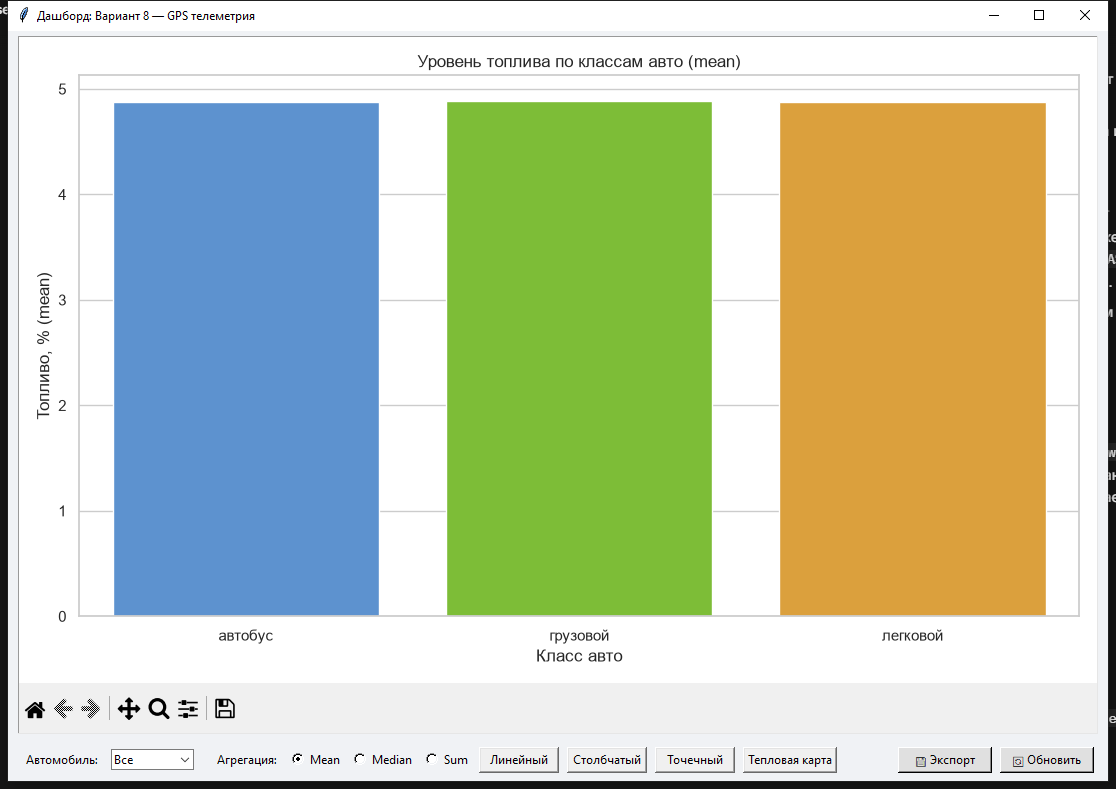 Дашборд: Вариант 8 — GPS телеметрия
Уровень топлива по классам авто (mean)
Топливо, % (mean)
5
4
3
2
1
0
автобус
грузовой
легковой
Класс авто
Автомобиль:
Все
Агрегация:
Mean
Median
Sum
Линейный
Столбчатый
Точечный
Тепловая карта
Экспорт
Обновить